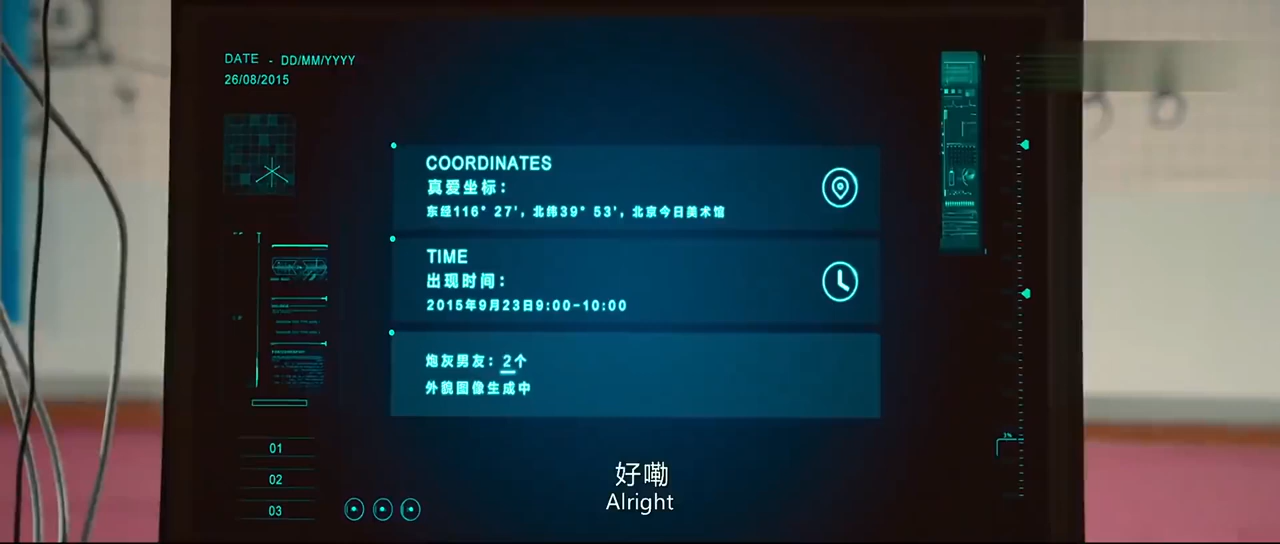 DATE - DD/MM/YYYY
26/08/2015
COORDINATES
真爱坐标：
东经116° 27'，北纬39° 53'，北京今日美术馆
TIME
出现时间：
2015年9月23日9:00-10:00
炮灰男友：2个
外貌图像生成中
01
02
03
好嘞
Alright